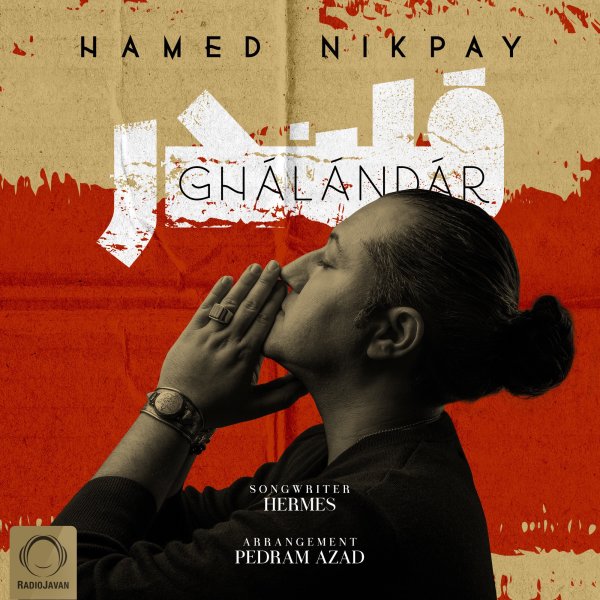 HAMED NIKPAY
قلندر
GHÁLÁNDÁR
SONGWRITER
HERMES
ARRANGEMENT
PEDRAM AZAD
RADIOJAVAN